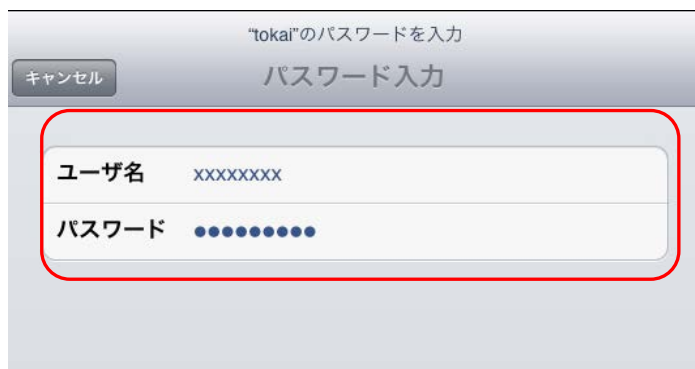 “tokai”のパスワードを入力
キャンセル パスワード入力
ユーザ名 xxxxxxxx
パスワード ●●●●●●●●●